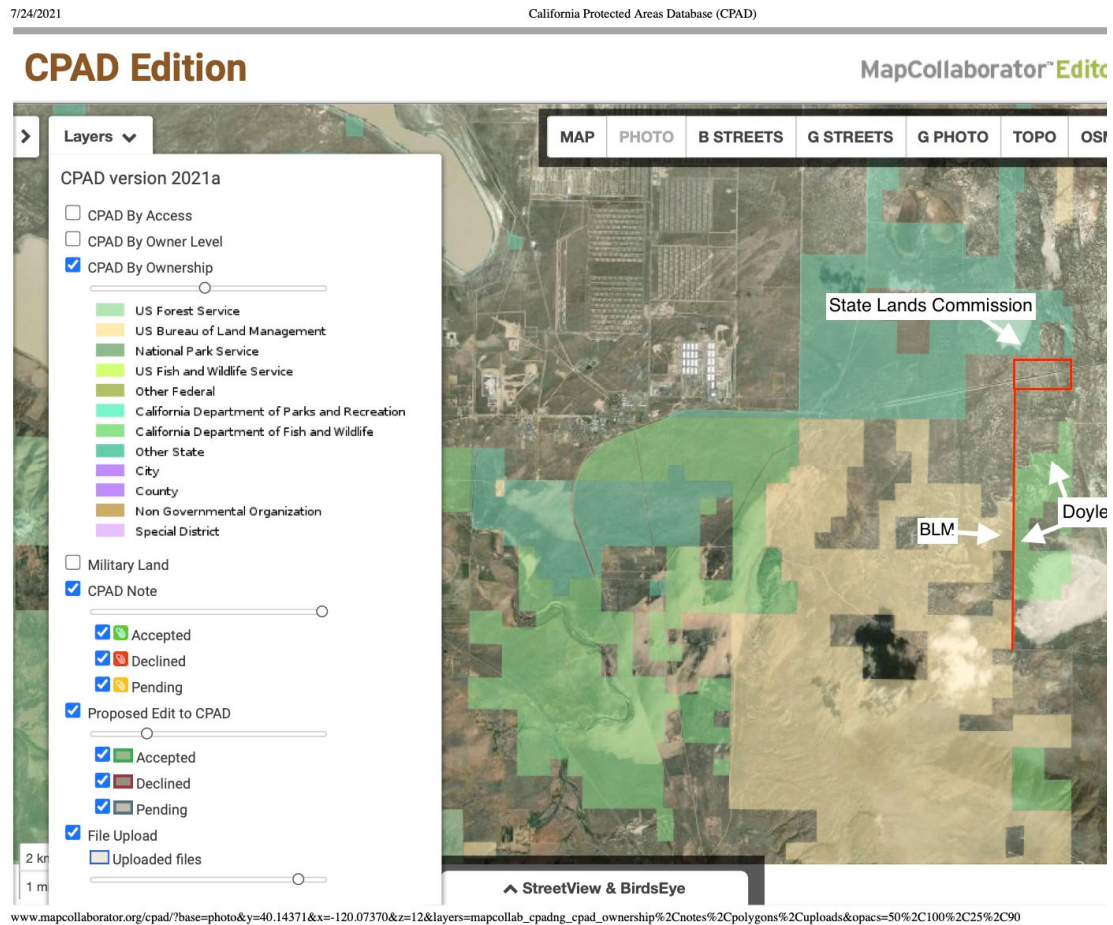 7/24/2021
California Protected Areas Database (CPAD)
CPAD Edition
MapCollaborator™ Edito
Layers
MAP
PHOTO
B STREETS
G STREETS
G PHOTO
TOPO
OSM
CPAD version 2021a
CPAD By Access
CPAD By Owner Level
CPAD By Ownership
US Forest Service
US Bureau of Land Management
National Park Service
US Fish and Wildlife Service
Other Federal
California Department of Parks and Recreation
California Department of Fish and Wildlife
Other State
City
County
Non Governmental Organization
Special District
Military Land
CPAD Note
Accepted
Declined
Pending
Proposed Edit to CPAD
Accepted
Declined
Pending
File Upload
Uploaded files
State Lands Commission
Doyle
BLM
2 km
1 m
StreetView & BirdsEye
www.mapcollaborator.org/cpad/?base=photo&y=40.14371&x=-120.07370&z=12&layers=mapcollab_cpadng_cpad_ownership%2Cnotes%2Cpolygons%2Cuploads&opacs=50%2C100%2C25%2C90